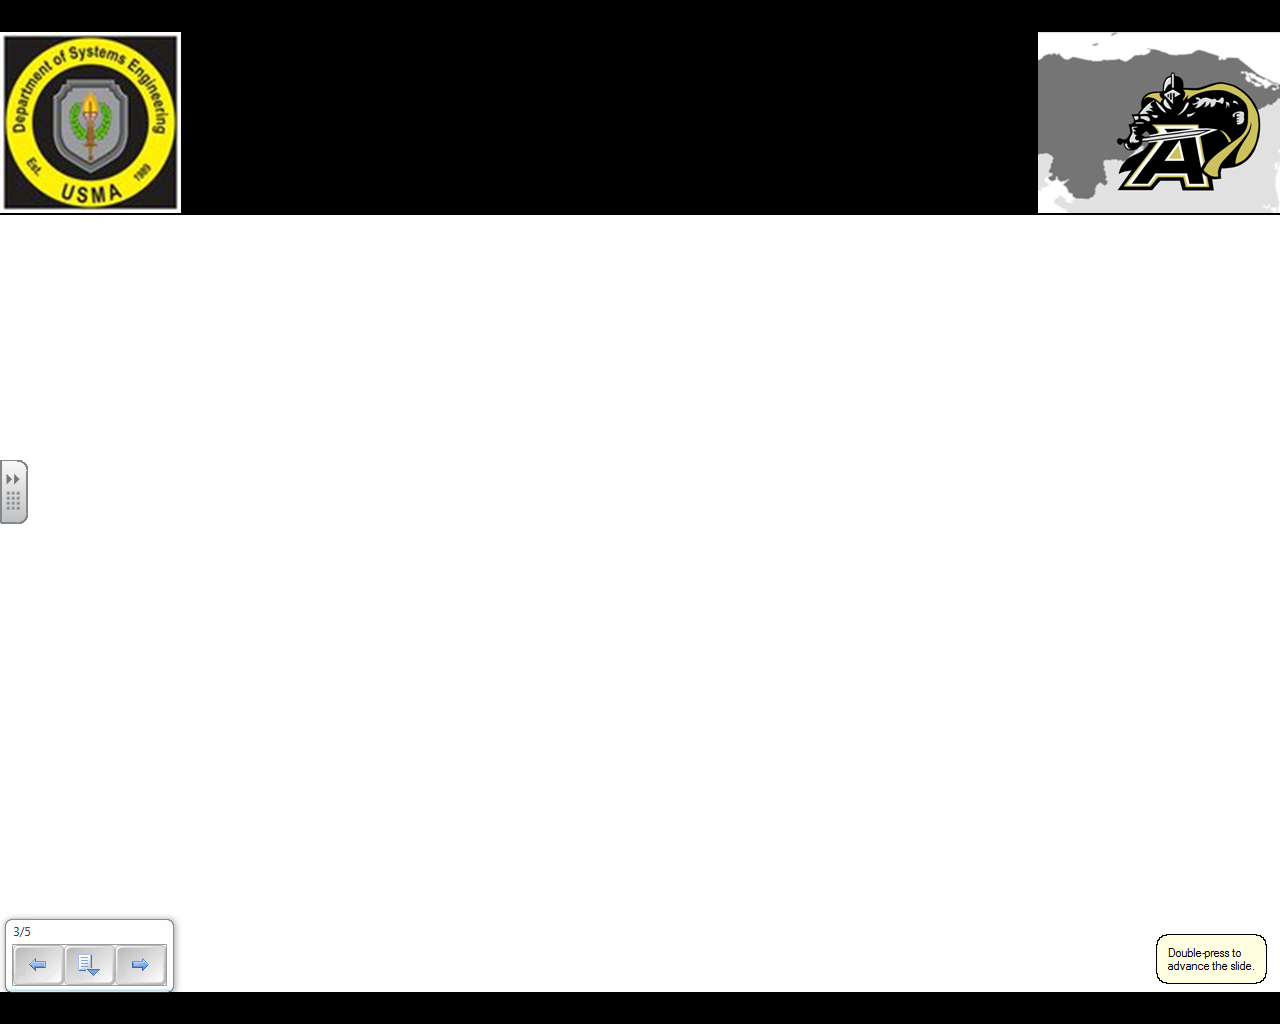 Department of Systems Engineering
Est. 1989
USMA
A
3/5
Double-press to
advance the slide.